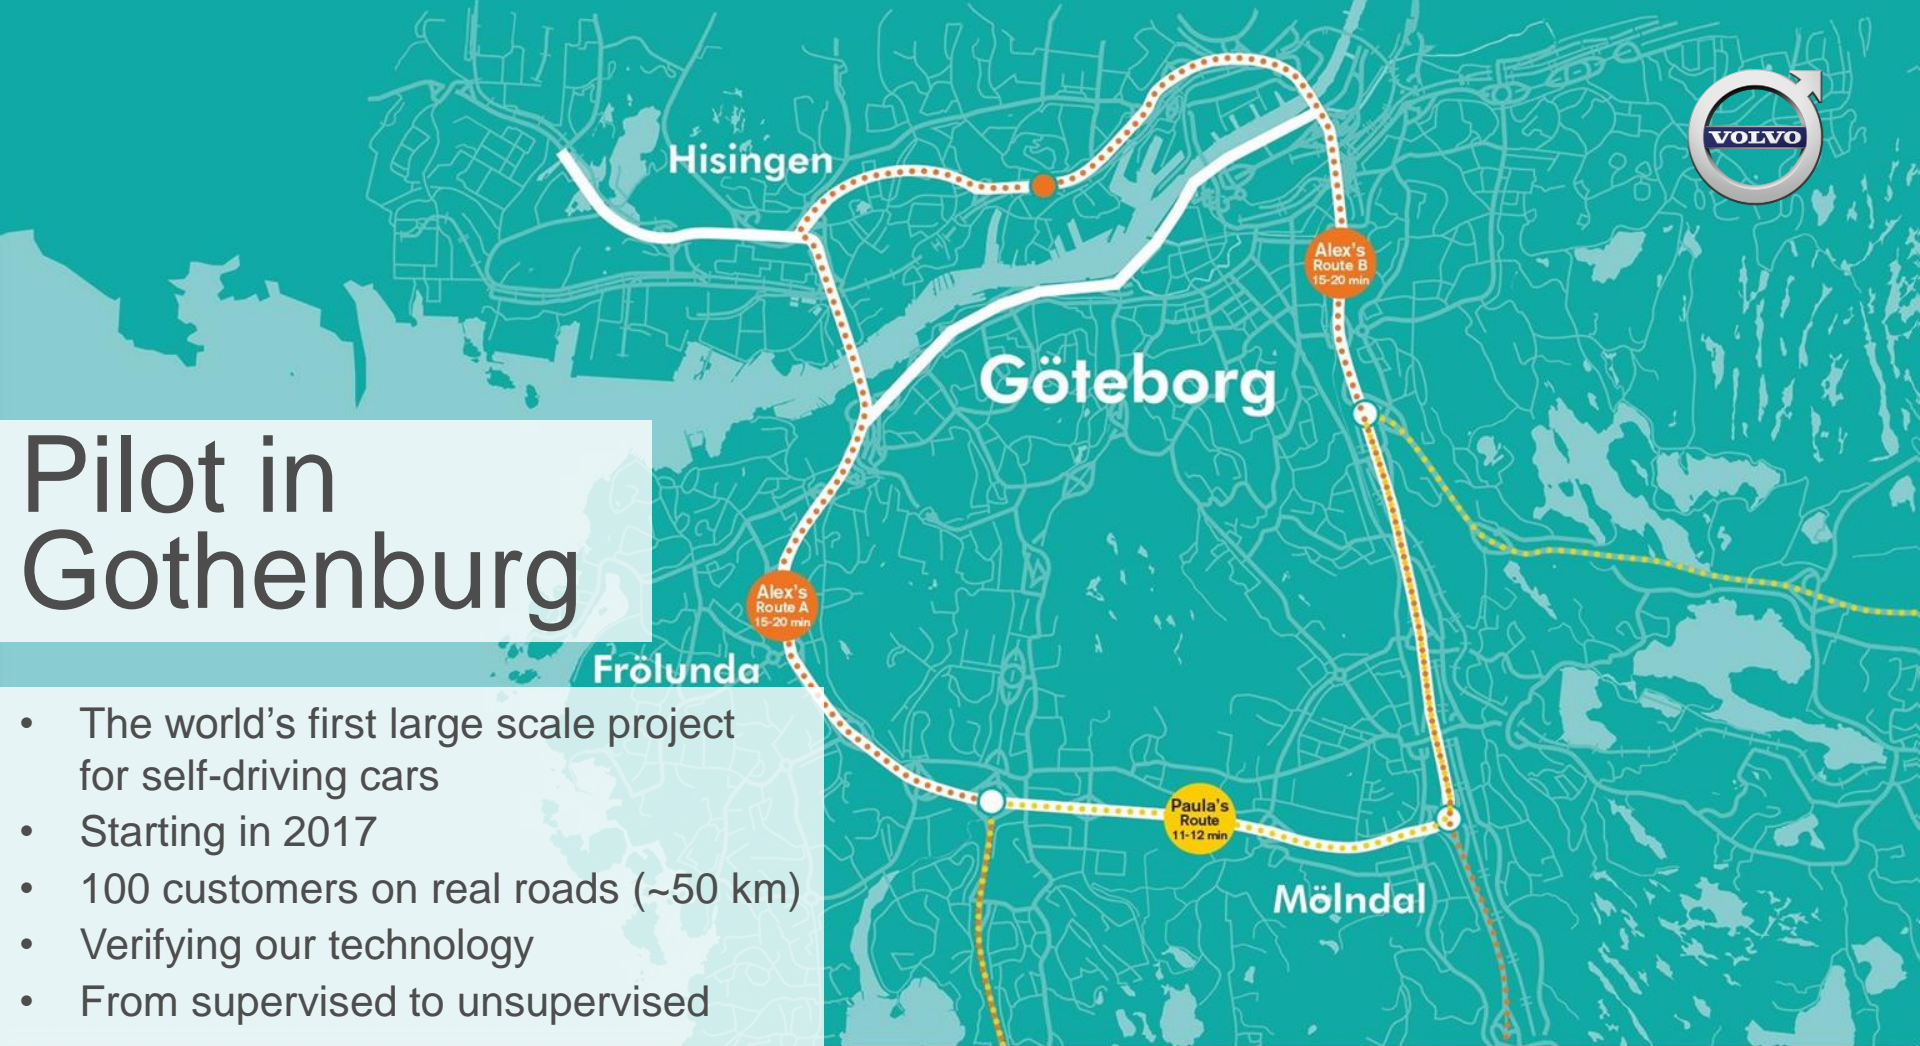 Hisingen
VOLVO
Alex's
Route B
15-20 min
Göteborg
Pilot in
Gothenburg
Alex's
Route A
15-20 min
Frölunda
• The world’s first large scale project
for self-driving cars
• Starting in 2017
• 100 customers on real roads (~50 km)
• Verifying our technology
• From supervised to unsupervised
Paula's
Route
11-12 min
Mölndal